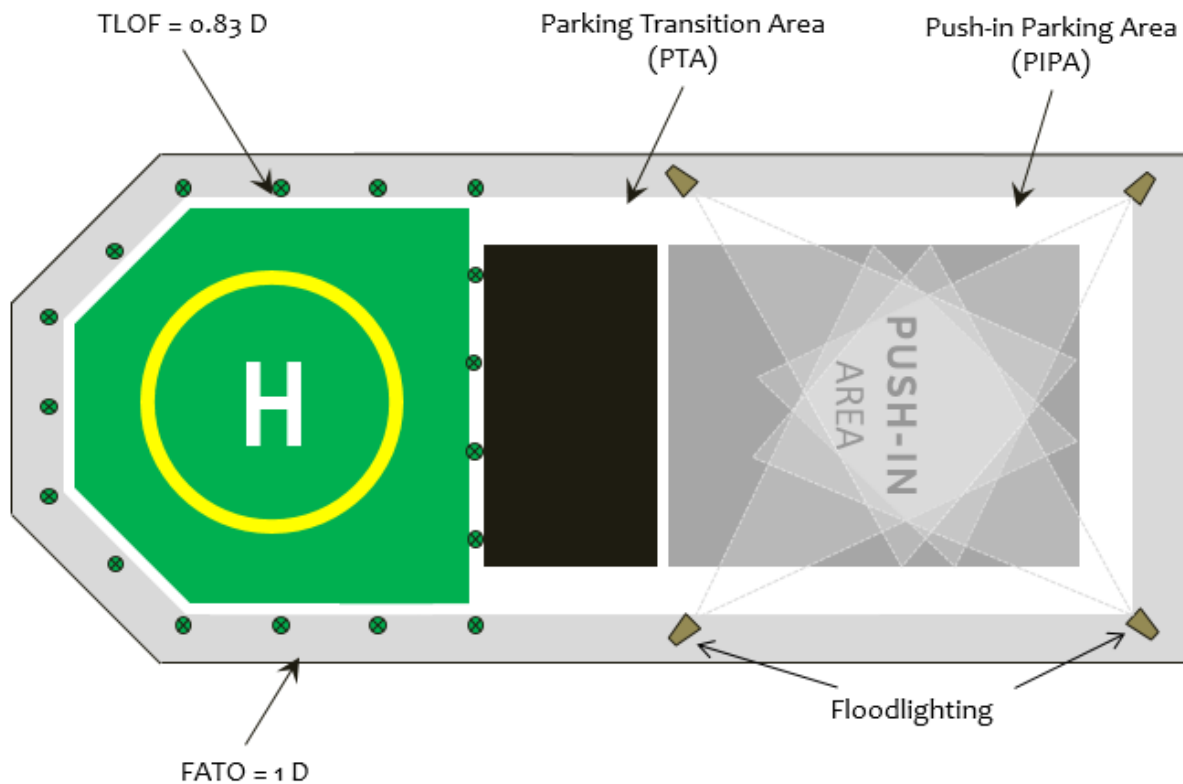 TLOF = 0.83 D
Parking Transition Area
(PTA)
Push-in Parking Area
(PIPA)
H
PUSH-IN
AREA
Floodlighting
FATO = 1 D